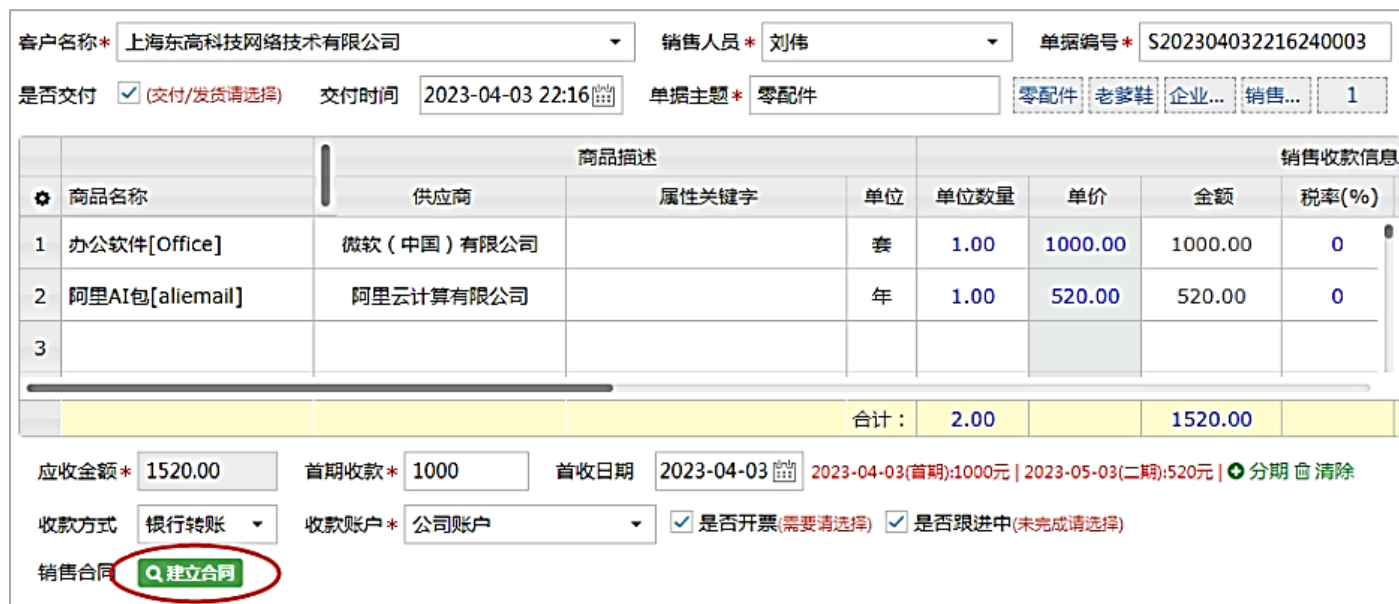 客户名称* 上海东高科技网络技术有限公司 销售人员* 刘伟 单据编号* S202304032216240003
是否交付 (交付/发货请选择) 交付时间 2023-04-03 22:16 单据主题* 零配件 零配件 老爹鞋 企业... 销售... 1
商品描述 销售收款信息
商品名称 供应商 属性关键字 单位 单位数量 单价 金额 税率(%)
1 办公软件[Office] 微软（中国）有限公司 套 1.00 1000.00 1000.00 0
2 阿里AI包[aliemail] 阿里云计算有限公司 年 1.00 520.00 520.00 0
3
合计： 2.00 1520.00
应收金额* 1520.00 首期收款* 1000 首收日期 2023-04-03 2023-04-03(首期):1000元 | 2023-05-03(二期):520元 | 分期 清除
收款方式 银行转账 收款账户* 公司账户 是否开票(需要请选择) 是否跟进中(未完成请选择)
销售合同 建立合同